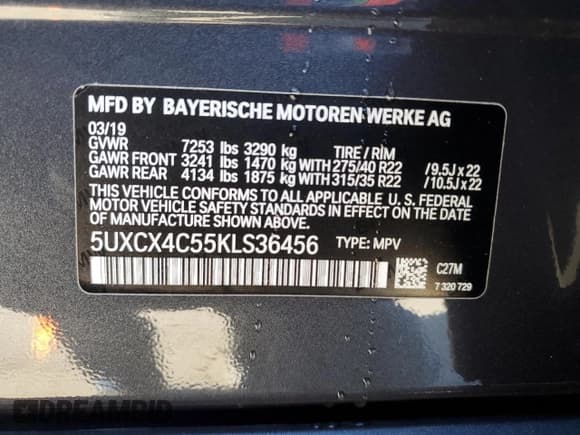 MFD BY BAYERISCHE MOTOREN WERKE AG
03/19
GVWR 7253 lbs 3290 kg TIRE / RIM
GAWR FRONT 3241 lbs 1470 kg WITH 275/40 R22 / 9.5J x 22
GAWR REAR 4134 lbs 1875 kg WITH 315/35 R22 / 10.5J x 22
THIS VEHICLE CONFORMS TO ALL APPLICABLE U. S. FEDERAL
MOTOR VEHICLE SAFETY STANDARDS IN EFFECT ON THE DATE
OF MANUFACTURE SHOWN ABOVE.
5UXCX4C55KLS36456 TYPE: MPV
C27M
7 320 729
DREAMBID